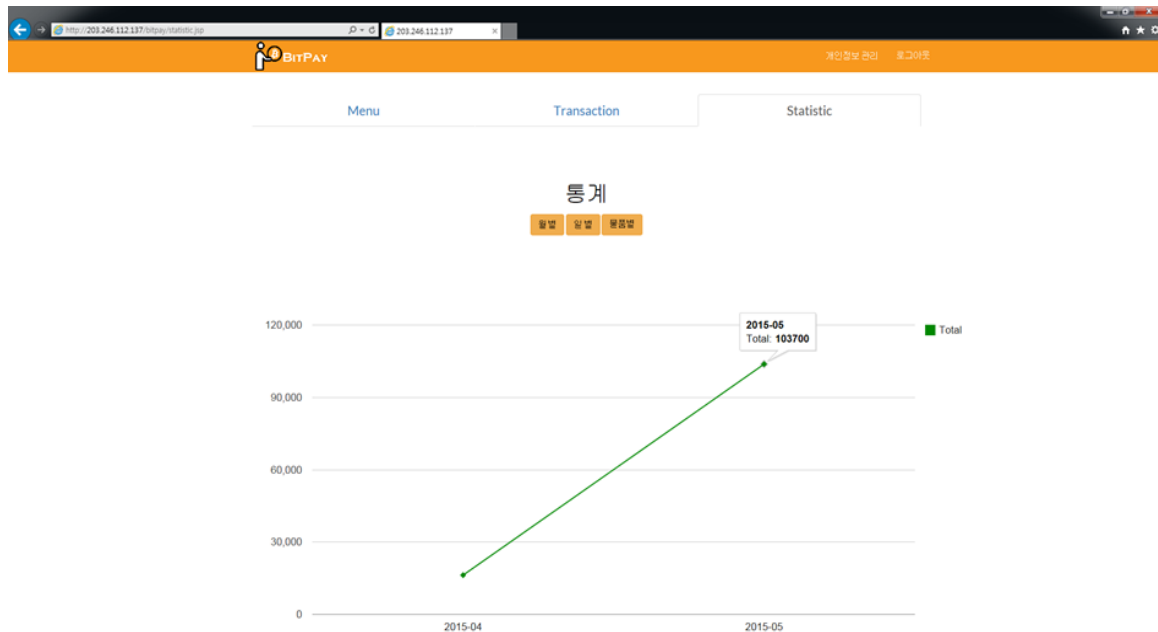 http://203.246.112.137/bitpay/statistic.jsp
203.246.112.137
BITPAY
개인정보 관리 로그아웃
Menu Transaction Statistic
통계
월별 일별 물품별
120,000
2015-05
Total: 103700
Total
90,000
60,000
30,000
0
2015-04 2015-05